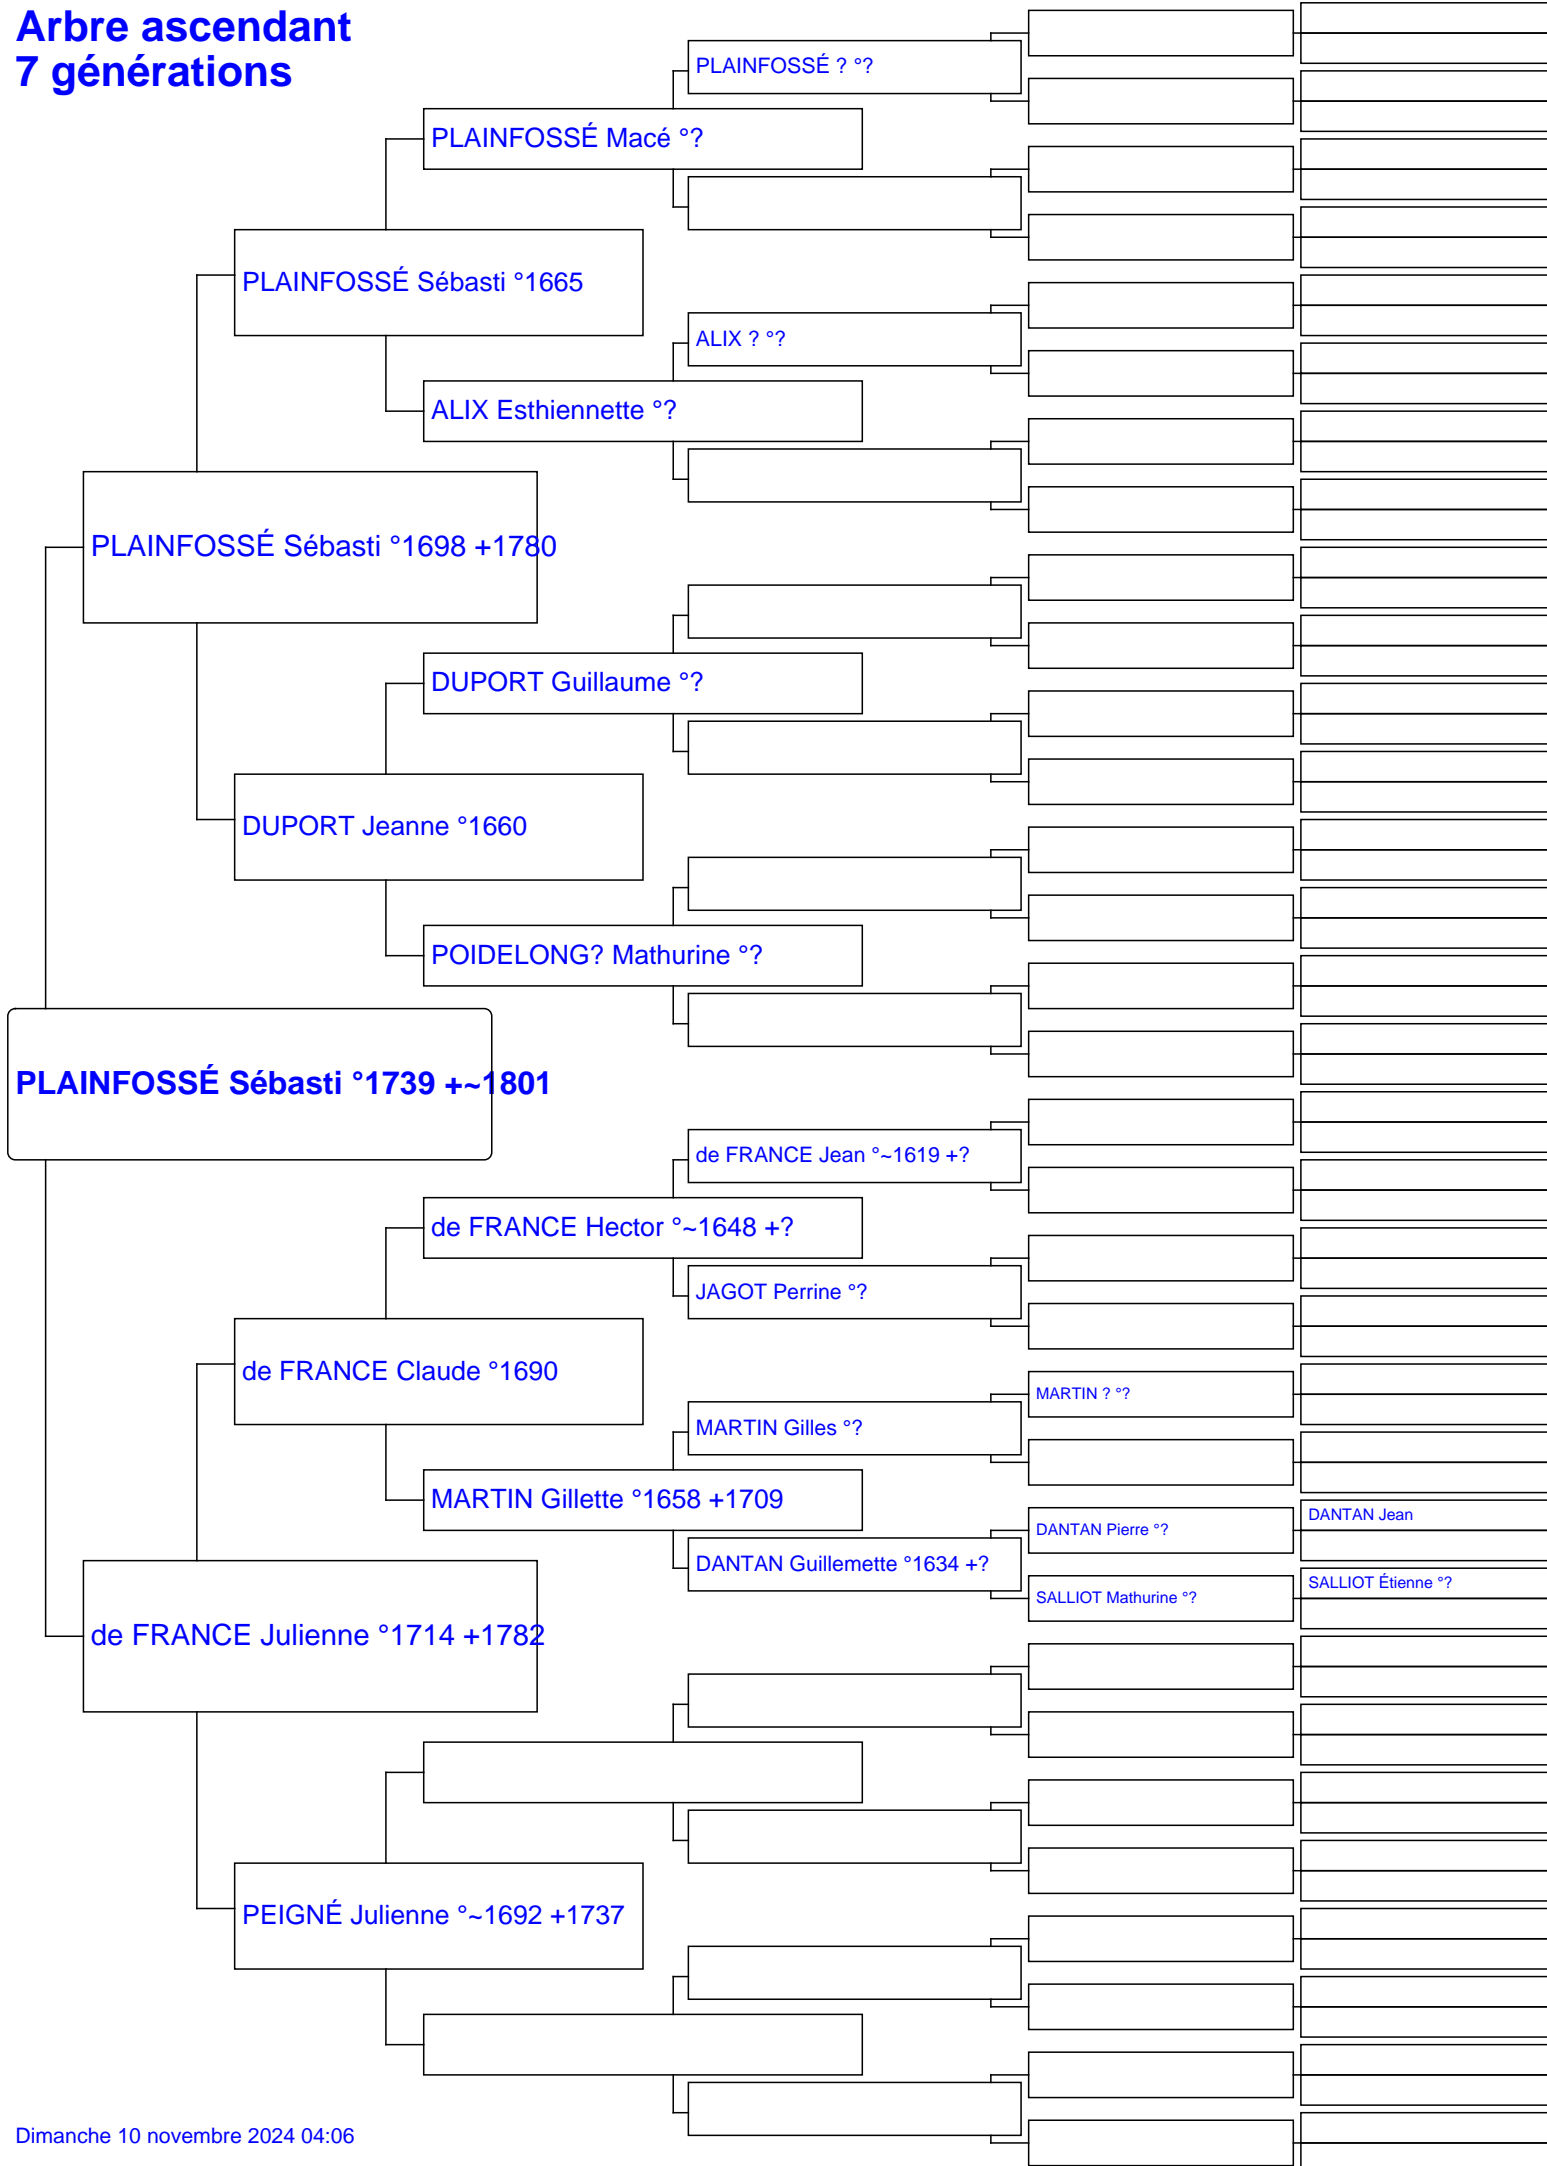 Arbre ascendant
7 générations
PLAINFOSSÉ ? °?
PLAINFOSSÉ Macé °?
PLAINFOSSÉ Sébasti °1665
ALIX ? °?
ALIX Esthiennette °?
PLAINFOSSÉ Sébasti °1698 +1780
DUPORT Guillaume °?
DUPORT Jeanne °1660
POIDELONG? Mathurine °?
PLAINFOSSÉ Sébasti °1739 +~1801
de FRANCE Jean °~1619 +?
de FRANCE Hector °~1648 +?
JAGOT Perrine °?
de FRANCE Claude °1690
MARTIN ? °?
MARTIN Gilles °?
MARTIN Gillette °1658 +1709
DANTAN Jean
DANTAN Pierre °?
DANTAN Guillemette °1634 +?
SALLIOT Étienne °?
SALLIOT Mathurine °?
de FRANCE Julienne °1714 +1782
PEIGNÉ Julienne °~1692 +1737
Dimanche 10 novembre 2024 04:06